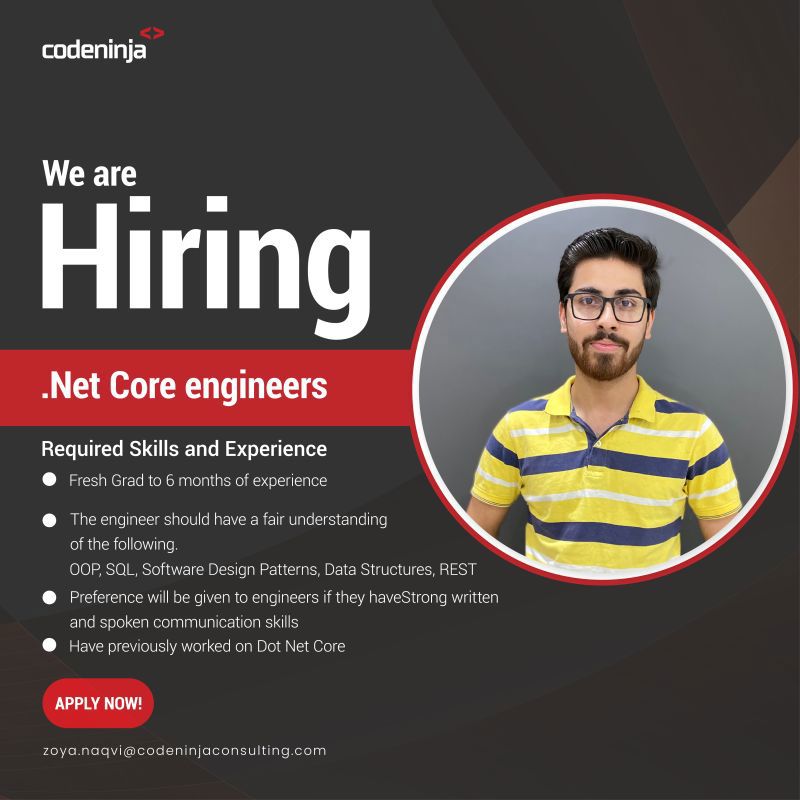 codeninja
We are
Hiring
.Net Core engineers
Required Skills and Experience
Fresh Grad to 6 months of experience
The engineer should have a fair understanding
of the following.
OOP, SQL, Software Design Patterns, Data Structures, REST
Preference will be given to engineers if they haveStrong written
and spoken communication skills
Have previously worked on Dot Net Core
APPLY NOW!
zoya.naqvi@codeninjaconsulting.com